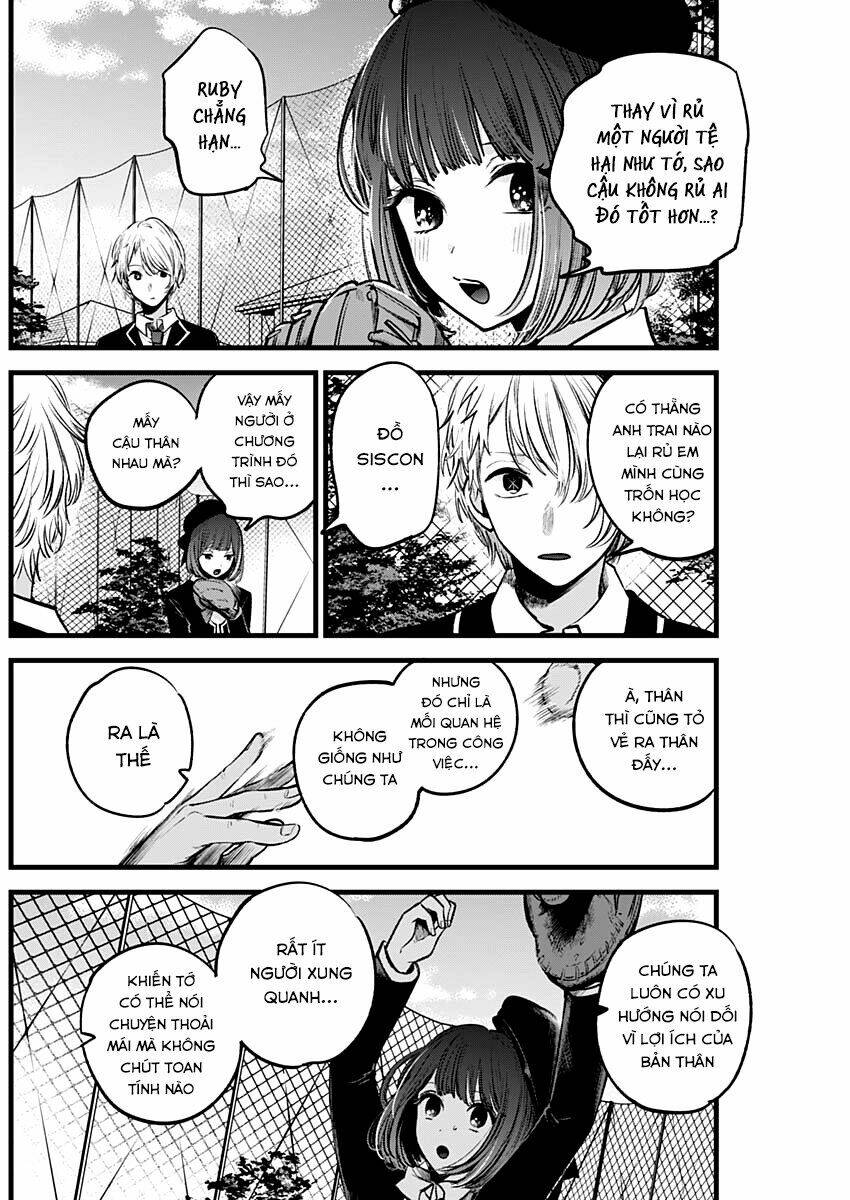 THAY VÌ RỦ
MỘT NGƯỜI TỆ
HẠI NHƯ TỚ, SAO
CẬU KHÔNG RỦ AI
ĐÓ TỐT HƠN...?
RUBY
CHẲNG
HẠN...
CÓ THẰNG
ANH TRAI NÀO
LẠI RỦ EM
MÌNH CÙNG
TRỐN HỌC
KHÔNG?
ĐỒ
SISCON
...
VẬY MẤY
NGƯỜI Ở
CHƯƠNG
TRÌNH ĐÓ
THÌ SAO...
MẤY
CẬU THÂN
NHAU MÀ?
À, THÂN
THÌ CŨNG TỎ
VẺ RA THÂN
ĐẤY...
NHƯNG
ĐÓ CHỈ LÀ
MỐI QUAN HỆ
TRONG CÔNG
VIỆC...
KHÔNG
GIỐNG NHƯ
CHÚNG TA
RA LÀ
THẾ
CHÚNG TA
LUÔN CÓ XU
HƯỚNG NÓI DỐI
VÌ LỢI ÍCH CỦA
BẢN THÂN
RẤT ÍT
NGƯỜI XUNG
QUANH...
KHIẾN TỚ
CÓ THỂ NÓI
CHUYỆN THOẢI
MÁI MÀ KHÔNG
CHÚT TOAN
TÍNH NÀO